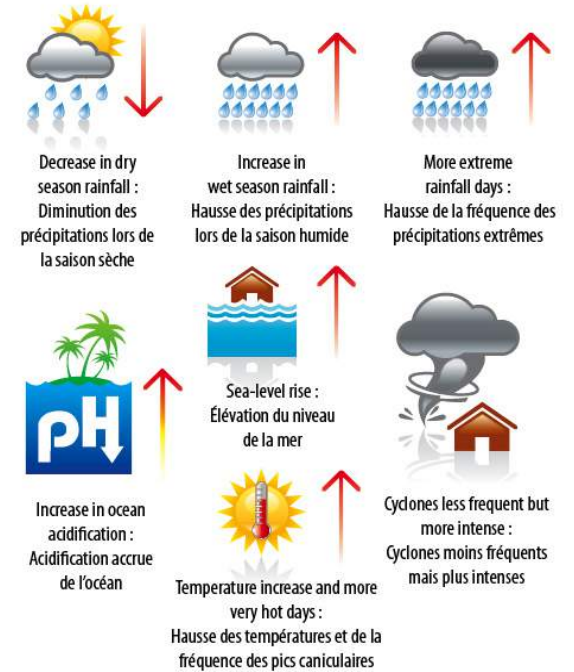 Decrease in dry
season rainfall :
Diminution des
précipitations lors de
la saison sèche
Increase in
wet season rainfall :
Hausse des précipitations
lors de la saison humide
More extreme
rainfall days :
Hausse de la fréquence des
précipitations extrêmes
pH
Increase in ocean
acidification :
Acidification accrue
de l'océan
Sea-level rise :
Élévation du niveau
de la mer
Cyclones less frequent but
more intense :
Cyclones moins fréquents
mais plus intenses
Temperature increase and more
very hot days :
Hausse des températures et de la
fréquence des pics caniculaires